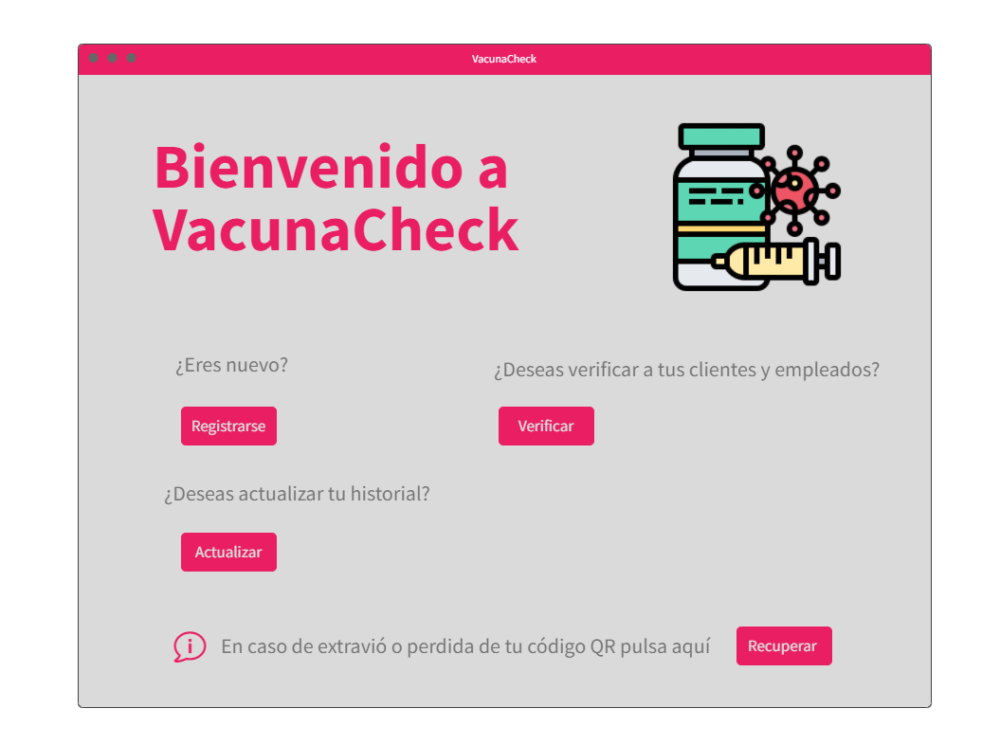 VacunaCheck
Bienvenido a
VacunaCheck
¿Eres nuevo?
¿Deseas verificar a tus clientes y empleados?
Registrarse
Verificar
¿Deseas actualizar tu historial?
Actualizar
En caso de extravió o perdida de tu código QR pulsa aquí
Recuperar